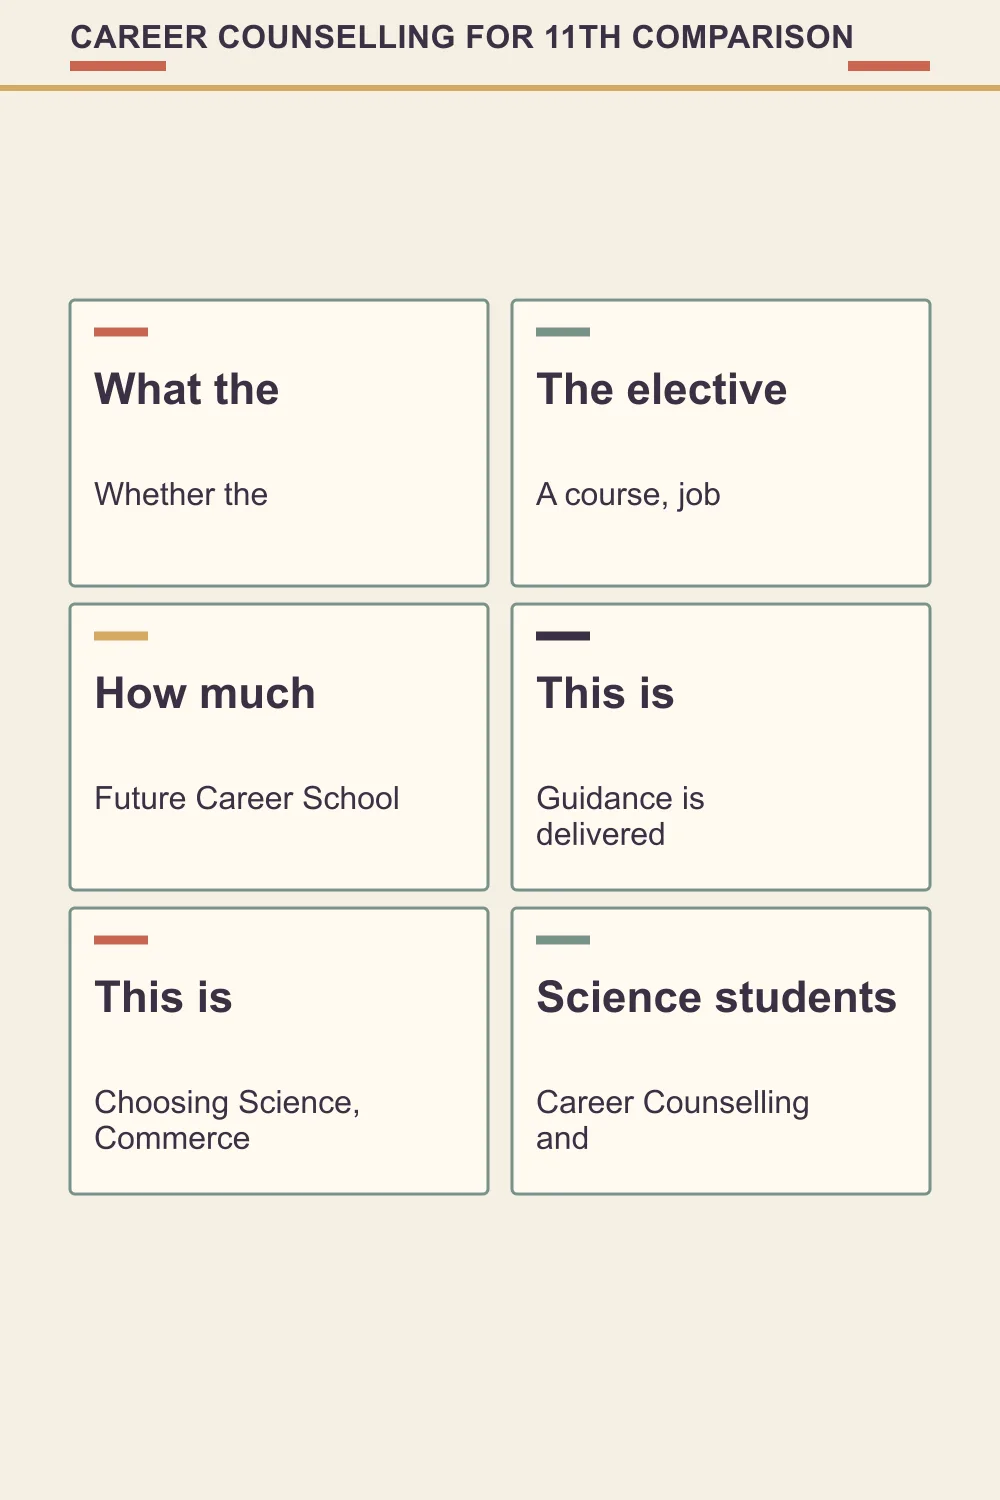 CAREER COUNSELLING FOR 11TH COMPARISON
What the
Whether the
The elective
A course, job
How much
Future Career School
This is
Guidance is
delivered
This is
Choosing Science,
Commerce
Science students
Career Counselling
and